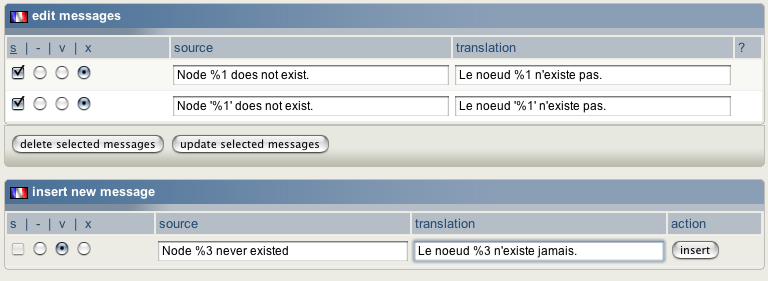 edit messages
s | - | v | x source translation ?
Node %1 does not exist. Le noeud %1 n'existe pas.
Node '%1' does not exist. Le noeud '%1' n'existe pas.
delete selected messages update selected messages
insert new message
s | - | v | x source translation action
Node %3 never existed Le noeud %3 n'existe jamais. insert